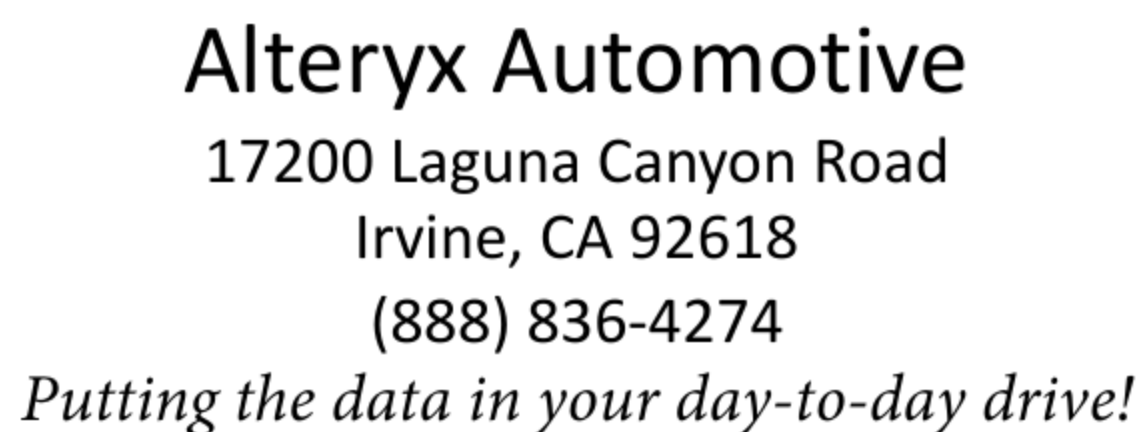 Alteryx Automotive
17200 Laguna Canyon Road
Irvine, CA 92618
(888) 836-4274
Putting the data in your day-to-day drive!